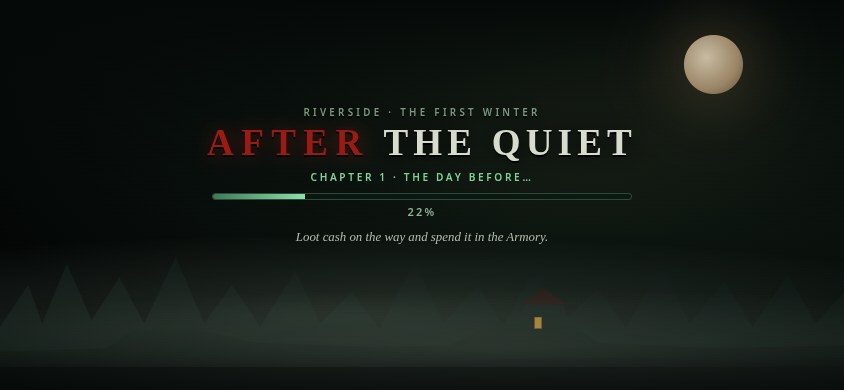 RIVERSIDE · THE FIRST WINTER
AFTER THE QUIET
CHAPTER 1 · THE DAY BEFORE…
22%
Loot cash on the way and spend it in the Armory.